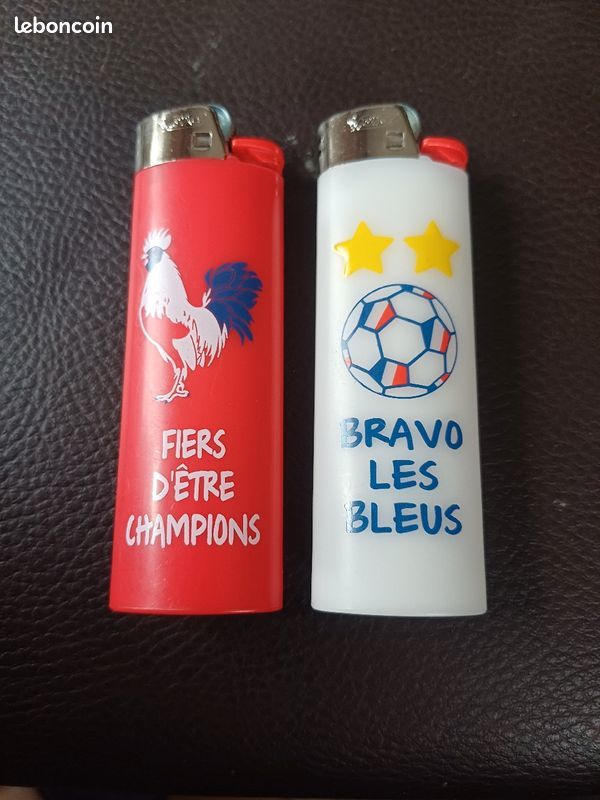 leboncoin
FIERS
D'ÊTRE
CHAMPIONS
BRAVO
LES
BLEUS